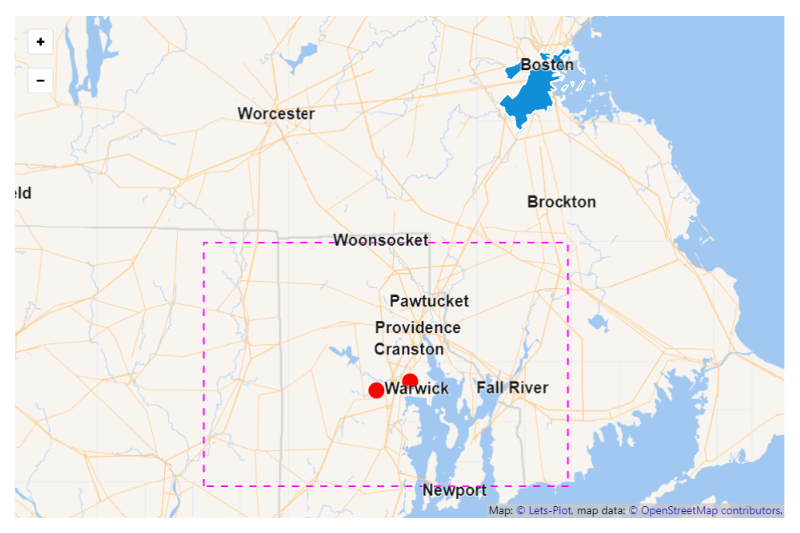 +
−
Boston
Worcester
eld
Brockton
Woonsocket
Pawtucket
Providence
Cranston
Warwick
Fall River
Newport
Map: © Lets-Plot, map data: © OpenStreetMap contributors.